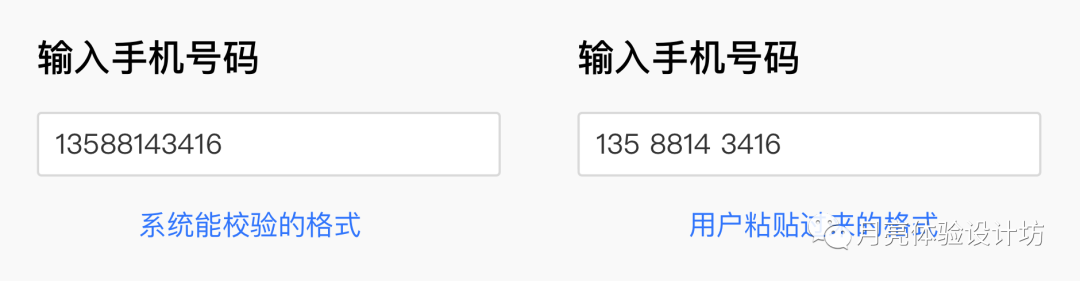 输入手机号码
13588143416
系统能校验的格式
输入手机号码
135 8814 3416
用户粘贴过来的格式
月亮体验设计坊